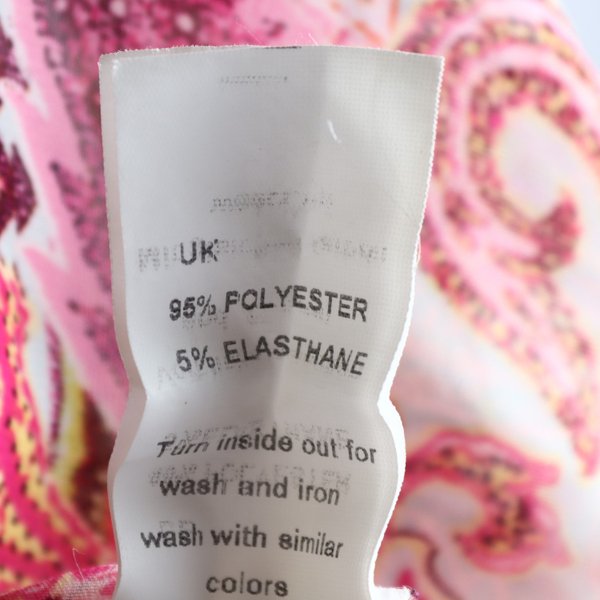 UK
95% POLYESTER
5% ELASTHANE
Turn inside out for
wash and iron
wash with similar
colors